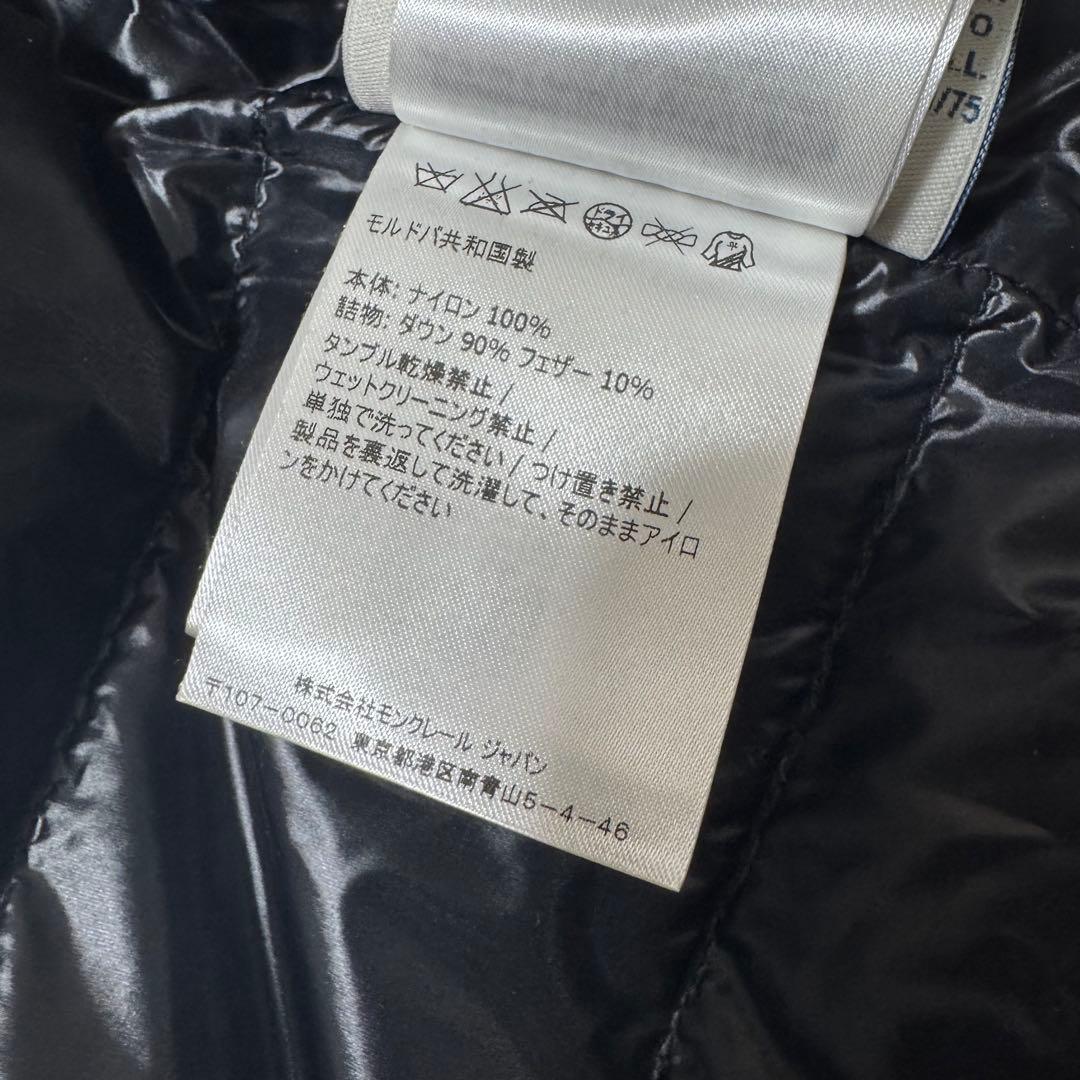 O
L.
/75
ドライ
モルドバ共和国製
本体: ナイロン 100%
詰物: ダウン 90% フェザー 10%
タンブル乾燥禁止 /
ウェットクリーニング禁止 /
単独で洗ってください / つけ置き禁止 /
製品を裏返して洗濯して、そのままアイロ
ンをかけてください
株式会社モンクレール ジャパン
〒107-0062 東京都港区南青山5-4-46